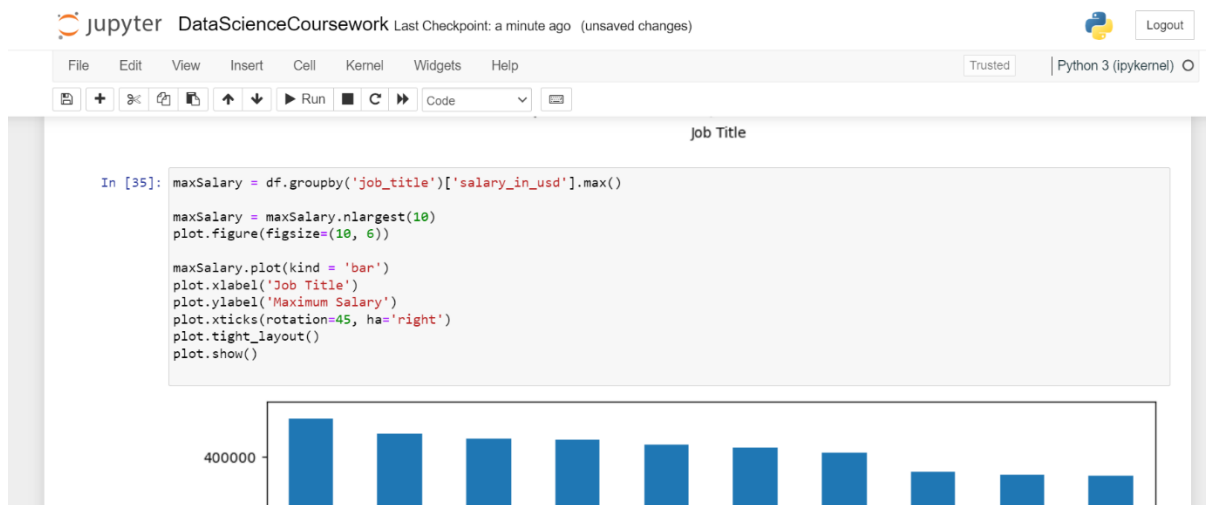 jupyter DataScienceCoursework Last Checkpoint: a minute ago (unsaved changes)
Logout
File Edit View Insert Cell Kernel Widgets Help
Trusted
Python 3 (ipykernel)
Run
Code
Job Title
In [35]: maxSalary = df.groupby('job_title')['salary_in_usd'].max()
maxSalary = maxSalary.nlargest(10)
plot.figure(figsize=(10, 6))
maxSalary.plot(kind = 'bar')
plot.xlabel('Job Title')
plot.ylabel('Maximum Salary')
plot.xticks(rotation=45, ha='right')
plot.tight_layout()
plot.show()
400000